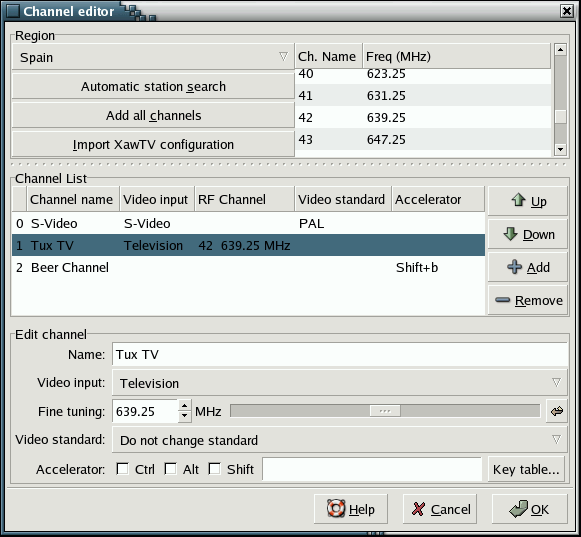 Channel editor
Region
Spain
Ch. Name Freq (MHz)
40 623.25
Automatic station search
41 631.25
Add all channels
42 639.25
Import XawTV configuration
43 647.25
Channel List
Channel name Video input RF Channel Video standard Accelerator
0 S-Video S-Video PAL
1 Tux TV Television 42 639.25 MHz
2 Beer Channel Shift+b
Up
Down
Add
Remove
Edit channel
Name: Tux TV
Video input: Television
Fine tuning: 639.25 MHz
Video standard: Do not change standard
Accelerator: Ctrl Alt Shift Key table...
Help Cancel OK